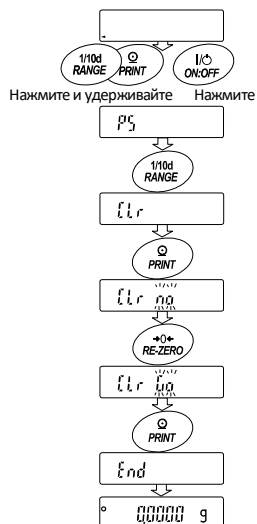 1/10d RANGE PRINT I/⏻ ON:OFF
Нажмите и удерживайте Нажмите
PS
1/10d
RANGE
Clr
PRINT
Clr no
→0←
RE-ZERO
Clr Go
PRINT
End
0.0000 g